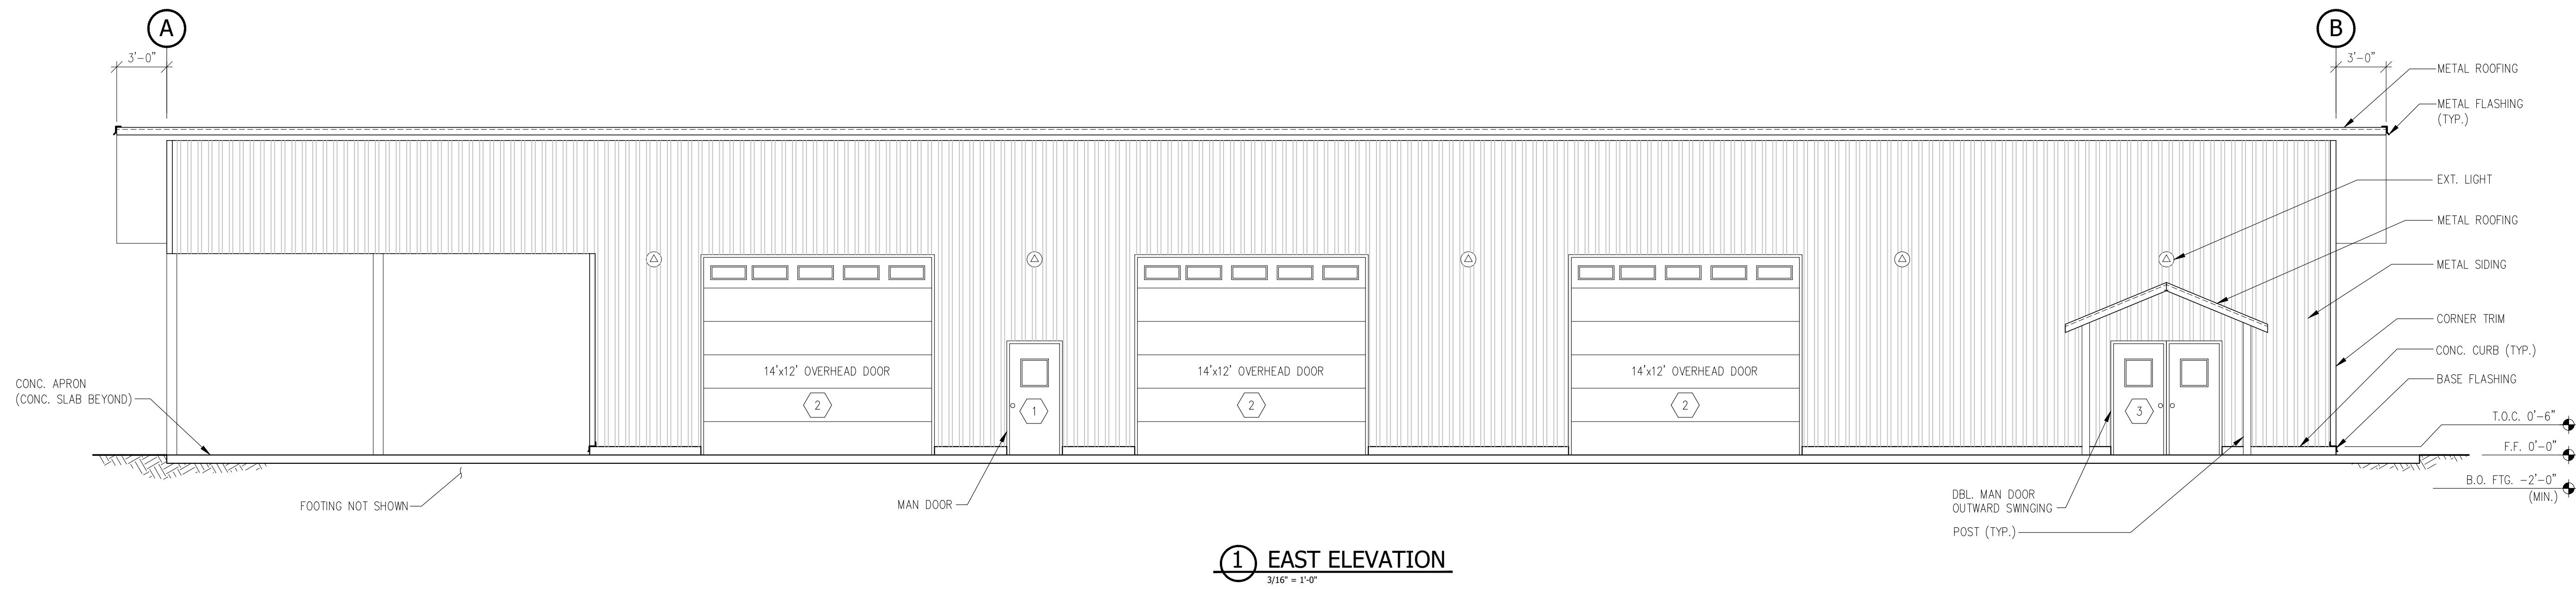 A
B
3'-0"
3'-0"
METAL ROOFING
METAL FLASHING
(TYP.)
EXT. LIGHT
METAL ROOFING
METAL SIDING
CORNER TRIM
CONC. CURB (TYP.)
BASE FLASHING
14'x12' OVERHEAD DOOR
14'x12' OVERHEAD DOOR
14'x12' OVERHEAD DOOR
2
1
2
2
3
CONC. APRON
(CONC. SLAB BEYOND)
T.O.C. 0'-6"
F.F. 0'-0"
B.O. FTG. -2'-0"
(MIN.)
FOOTING NOT SHOWN
MAN DOOR
DBL. MAN DOOR
OUTWARD SWINGING
POST (TYP.)
1 EAST ELEVATION
3/16" = 1'-0"